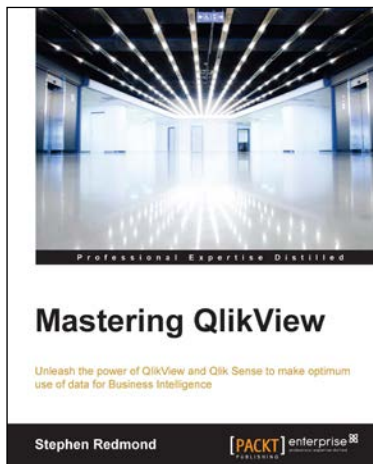 Professional Expertise Distilled
Mastering QlikView
Unleash the power of QlikView and Qlik Sense to make optimum
use of data for Business Intelligence
Stephen Redmond
[PACKT] enterprise
PUBLISHING